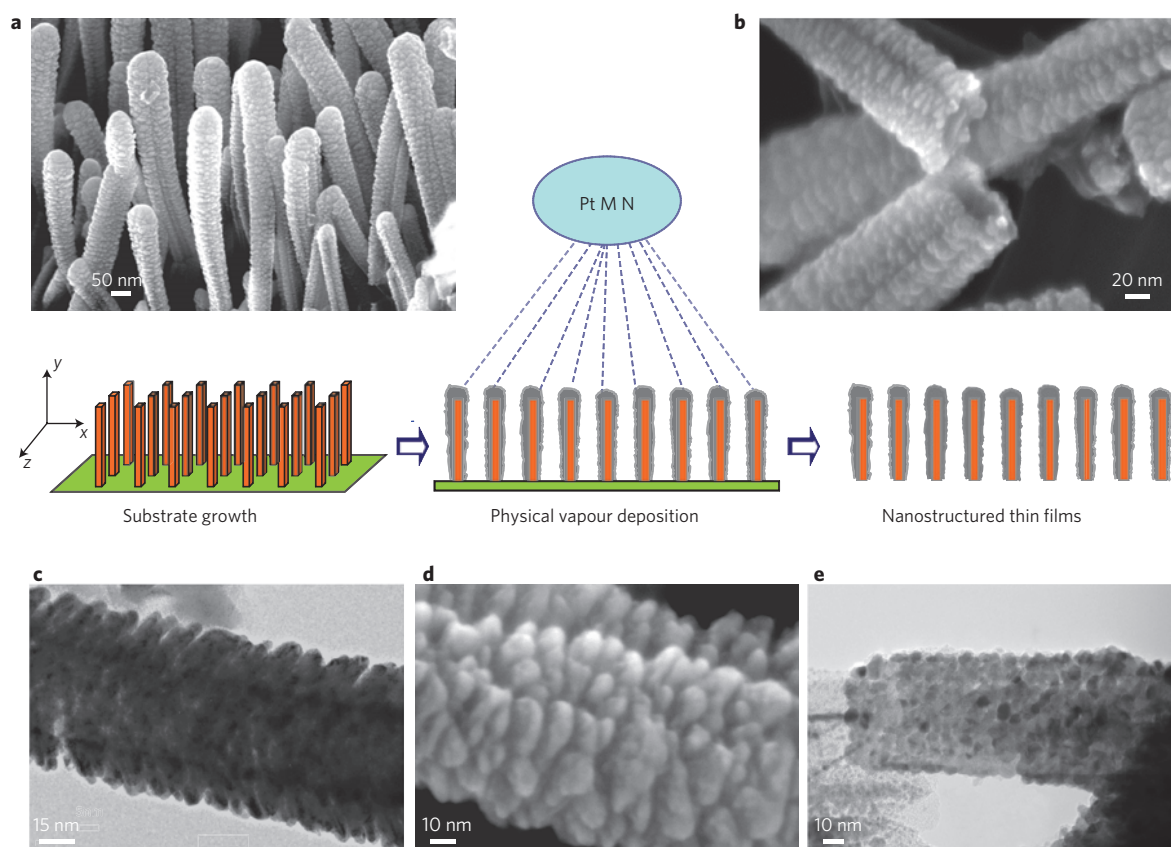 a
b
50 nm
Pt M N
20 nm
y
x
z
Substrate growth
Physical vapour deposition
Nanostructured thin films
c
d
e
15 nm
10 nm
10 nm